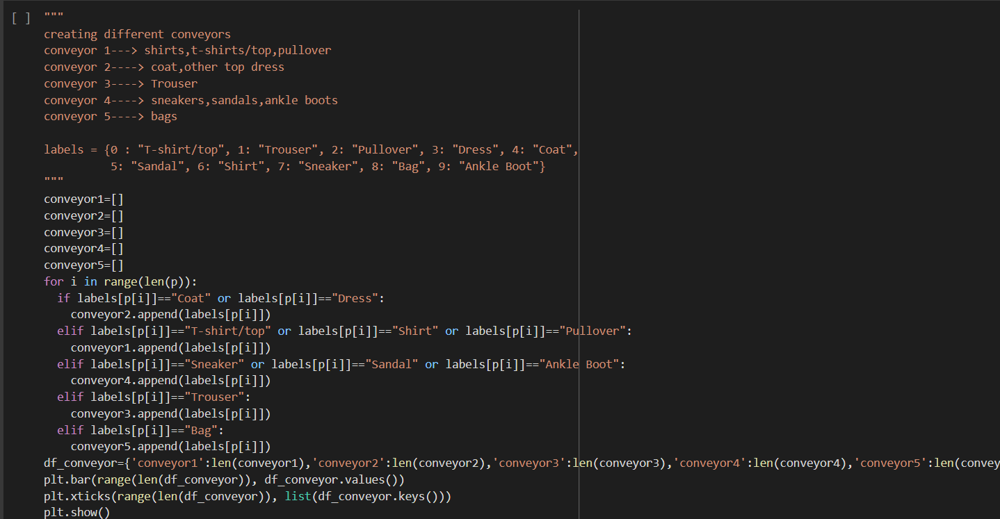 [ ] """
creating different conveyors
conveyor 1---> shirts,t-shirts/top,pullover
conveyor 2----> coat,other top dress
conveyor 3----> Trouser
conveyor 4----> sneakers,sandals,ankle boots
conveyor 5----> bags
labels = {0 : "T-shirt/top", 1: "Trouser", 2: "Pullover", 3: "Dress", 4: "Coat",
5: "Sandal", 6: "Shirt", 7: "Sneaker", 8: "Bag", 9: "Ankle Boot"}
"""
conveyor1=[]
conveyor2=[]
conveyor3=[]
conveyor4=[]
conveyor5=[]
for i in range(len(p)):
  if labels[p[i]]=="Coat" or labels[p[i]]=="Dress":
    conveyor2.append(labels[p[i]])
  elif labels[p[i]]=="T-shirt/top" or labels[p[i]]=="Shirt" or labels[p[i]]=="Pullover":
    conveyor1.append(labels[p[i]])
  elif labels[p[i]]=="Sneaker" or labels[p[i]]=="Sandal" or labels[p[i]]=="Ankle Boot":
    conveyor4.append(labels[p[i]])
  elif labels[p[i]]=="Trouser":
    conveyor3.append(labels[p[i]])
  elif labels[p[i]]=="Bag":
    conveyor5.append(labels[p[i]])
df_conveyor={'conveyor1':len(conveyor1),'conveyor2':len(conveyor2),'conveyor3':len(conveyor3),'conveyor4':len(conveyor4),'conveyor5':len(convey
plt.bar(range(len(df_conveyor)), df_conveyor.values())
plt.xticks(range(len(df_conveyor)), list(df_conveyor.keys()))
plt.show()